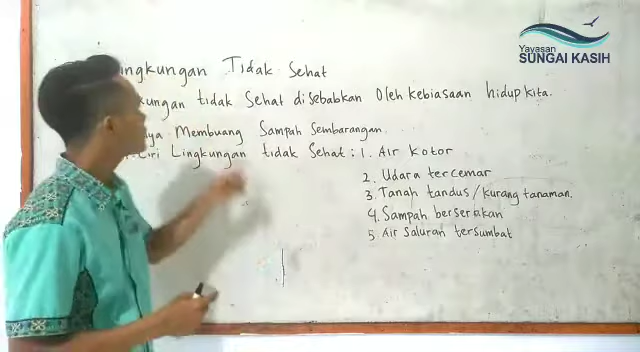 Yayasan
SUNGAI KASIH
ingkungan Tidak Sehat
kungan tidak Sehat disebabkan Oleh kebiasaan hidup kita.
ya Membuang Sampah Sembarangan.
Ciri Lingkungan tidak Sehat : 1. Air Kotor
2. Udara tercemar
3. Tanah tandus / kurang tanaman.
4. Sampah berserakan
5. Air Saluran tersumbat